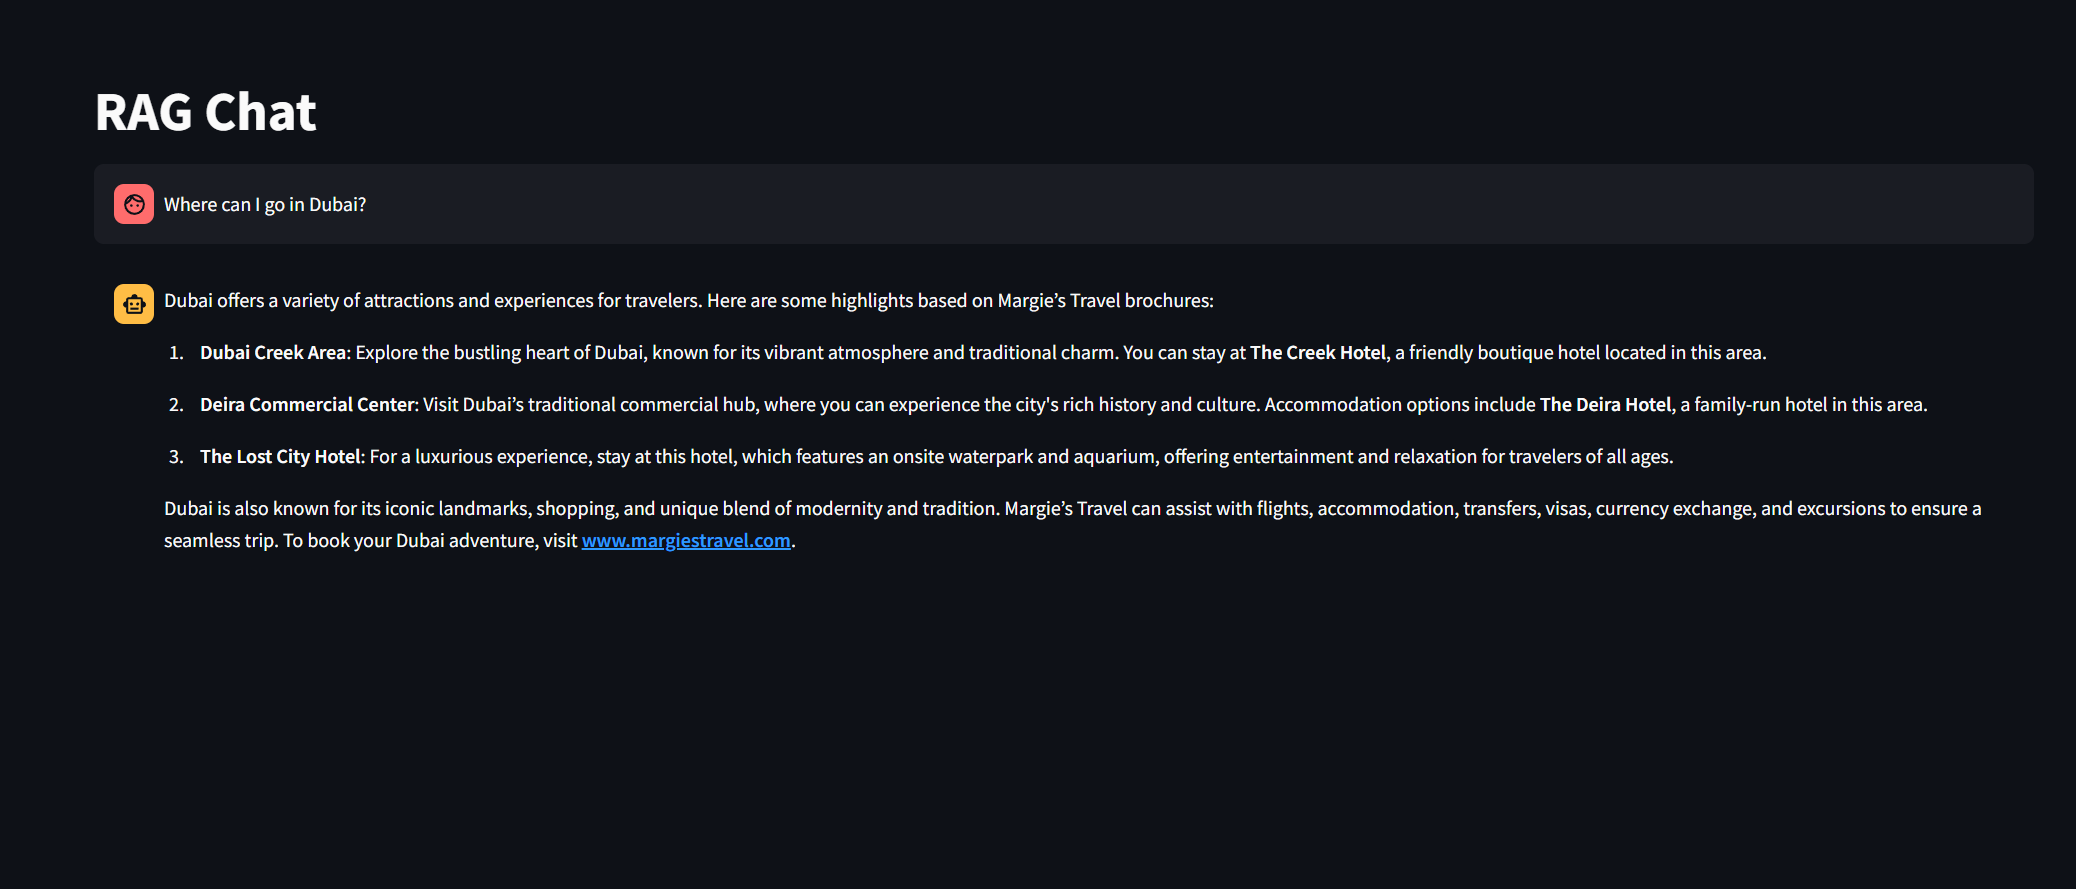 RAG Chat
Where can I go in Dubai?
Dubai offers a variety of attractions and experiences for travelers. Here are some highlights based on Margie’s Travel brochures:
1. Dubai Creek Area: Explore the bustling heart of Dubai, known for its vibrant atmosphere and traditional charm. You can stay at The Creek Hotel, a friendly boutique hotel located in this area.
2. Deira Commercial Center: Visit Dubai’s traditional commercial hub, where you can experience the city's rich history and culture. Accommodation options include The Deira Hotel, a family-run hotel in this area.
3. The Lost City Hotel: For a luxurious experience, stay at this hotel, which features an onsite waterpark and aquarium, offering entertainment and relaxation for travelers of all ages.
Dubai is also known for its iconic landmarks, shopping, and unique blend of modernity and tradition. Margie’s Travel can assist with flights, accommodation, transfers, visas, currency exchange, and excursions to ensure a
seamless trip. To book your Dubai adventure, visit www.margiestravel.com.